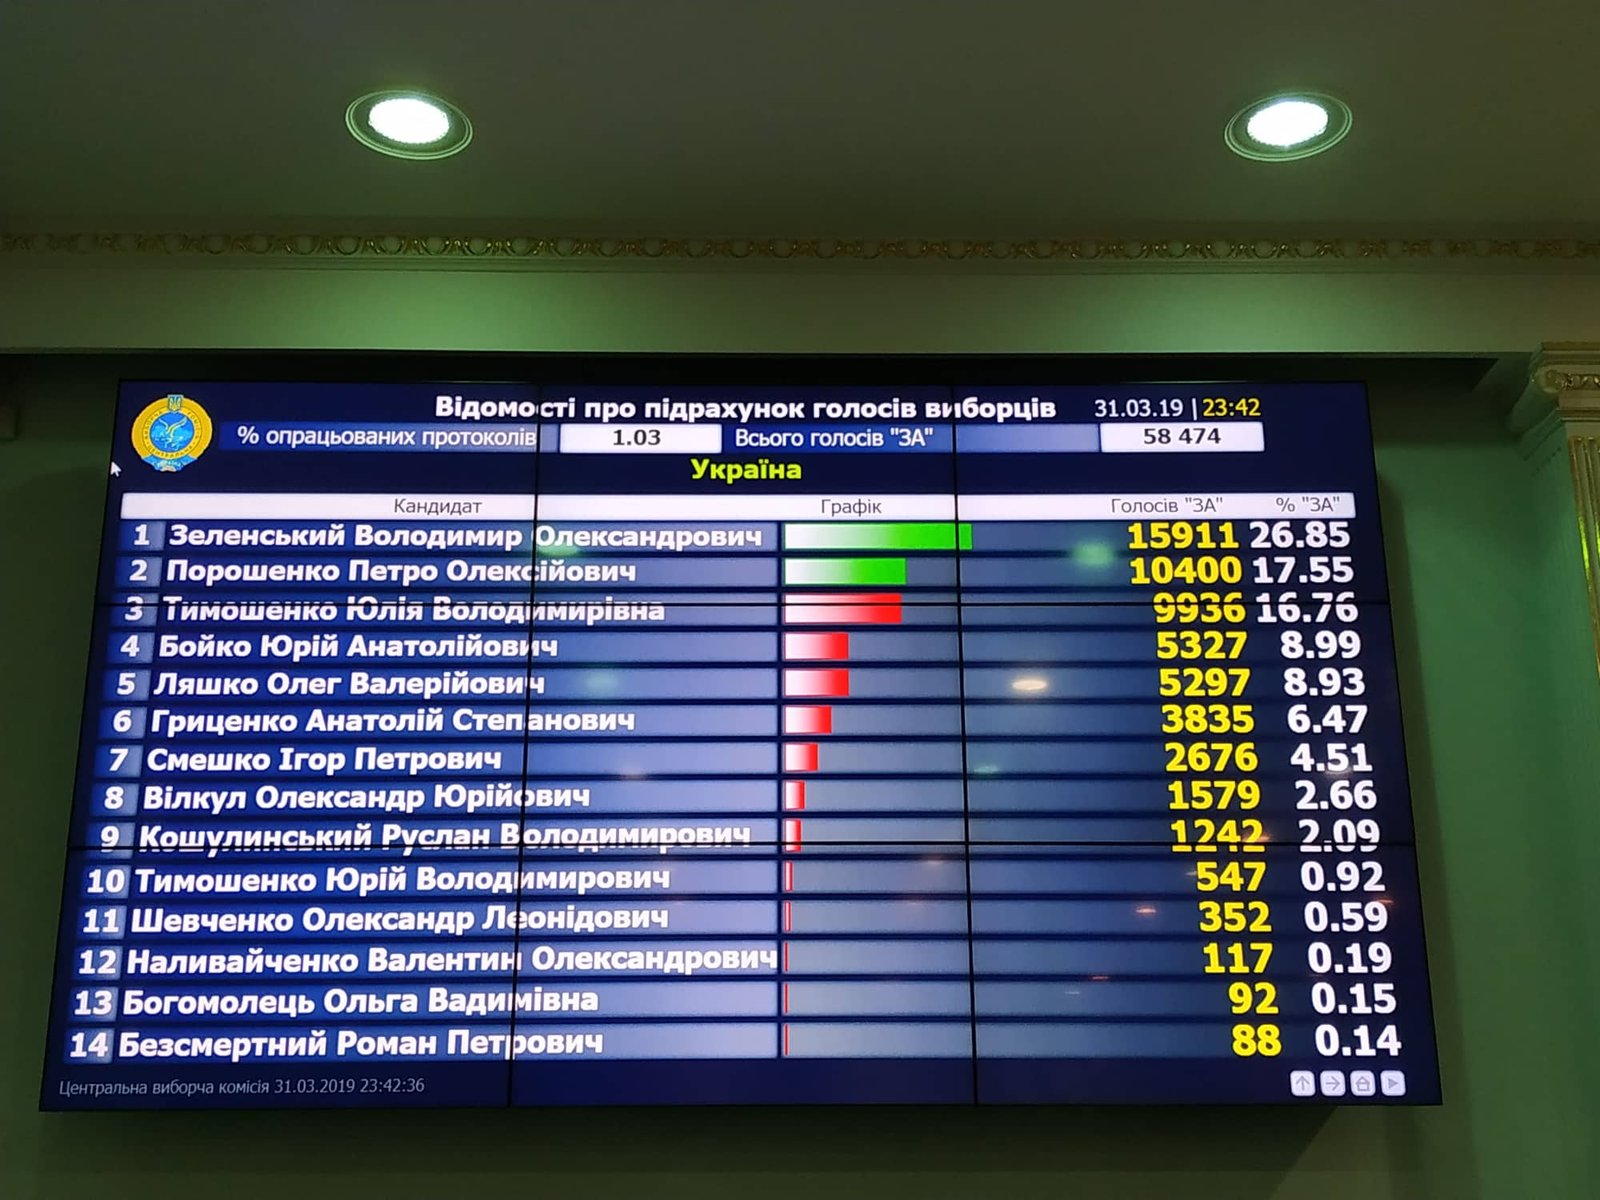 Відомості про підрахунок голосів виборців 31.03.19 | 23:42
% опрацьованих протоколів 1.03 Всього голосів "ЗА" 58 474
Україна
Кандидат Графік Голосів "ЗА" % "ЗА"
1 Зеленський Володимир Олександрович 15911 26.85
2 Порошенко Петро Олексійович 10400 17.55
3 Тимошенко Юлія Володимирівна 9936 16.76
4 Бойко Юрій Анатолійович 5327 8.99
5 Ляшко Олег Валерійович 5297 8.93
6 Гриценко Анатолій Степанович 3835 6.47
7 Смешко Ігор Петрович 2676 4.51
8 Вілкул Олександр Юрійович 1579 2.66
9 Кошулинський Руслан Володимирович 1242 2.09
10 Тимошенко Юрій Володимирович 547 0.92
11 Шевченко Олександр Леонідович 352 0.59
12 Наливайченко Валентин Олександрович 117 0.19
13 Богомолець Ольга Вадимівна 92 0.15
14 Безсмертний Роман Петрович 88 0.14
Центральна виборча комісія 31.03.2019 23:42:36